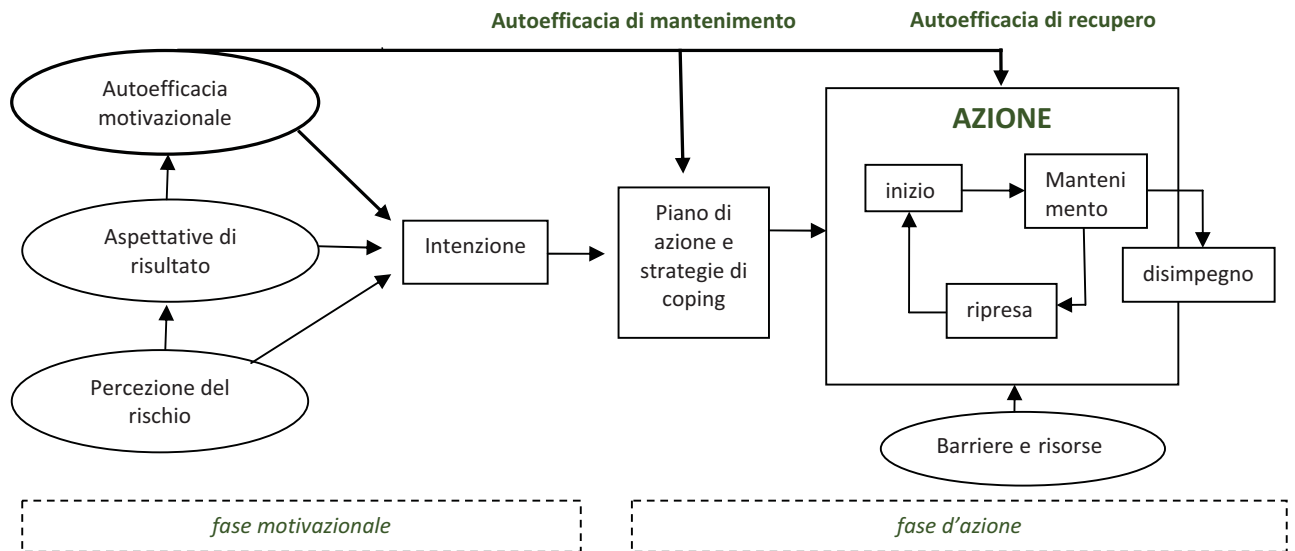 Autoefficacia di mantenimento
Autoefficacia di recupero
Autoefficacia
motivazionale
AZIONE
inizio
Manteni
mento
Aspettative di
risultato
Intenzione
Piano di
azione e
strategie di
coping
disimpegno
ripresa
Percezione del
rischio
Barriere e risorse
fase motivazionale
fase d’azione